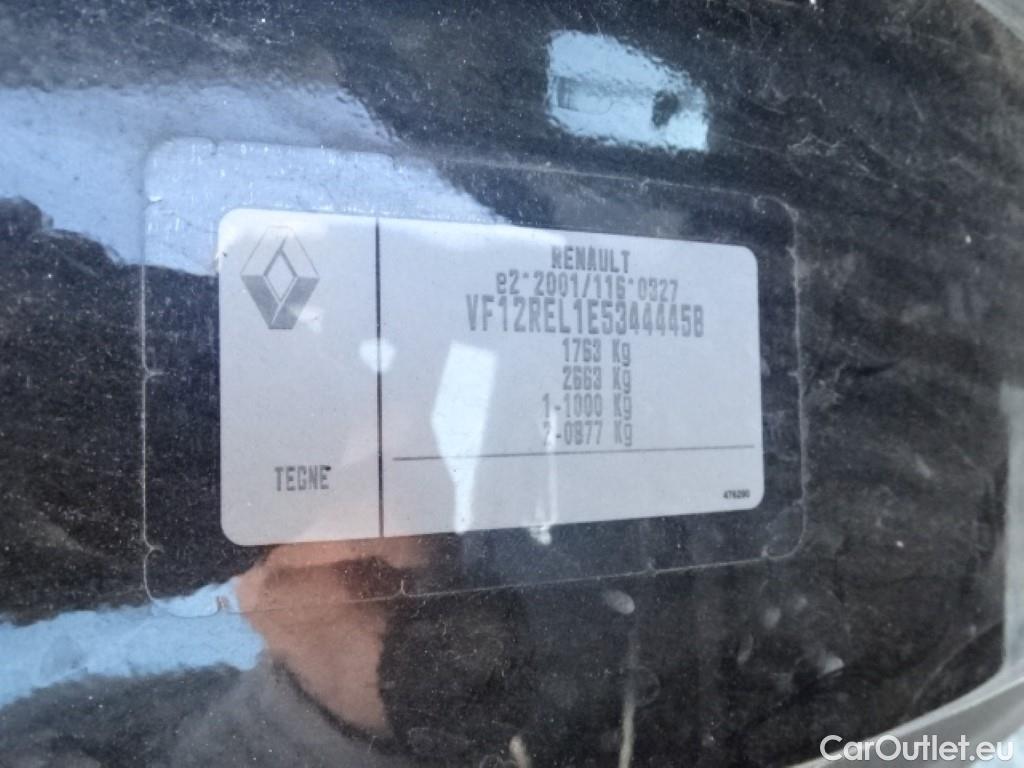 RENAULT
e2*2001/116*0327
VF12REL1E53444458
1763 Kg
2663 Kg
1-1000 Kg
2-0877 Kg
TEGNE
476290
CarOutlet.eu